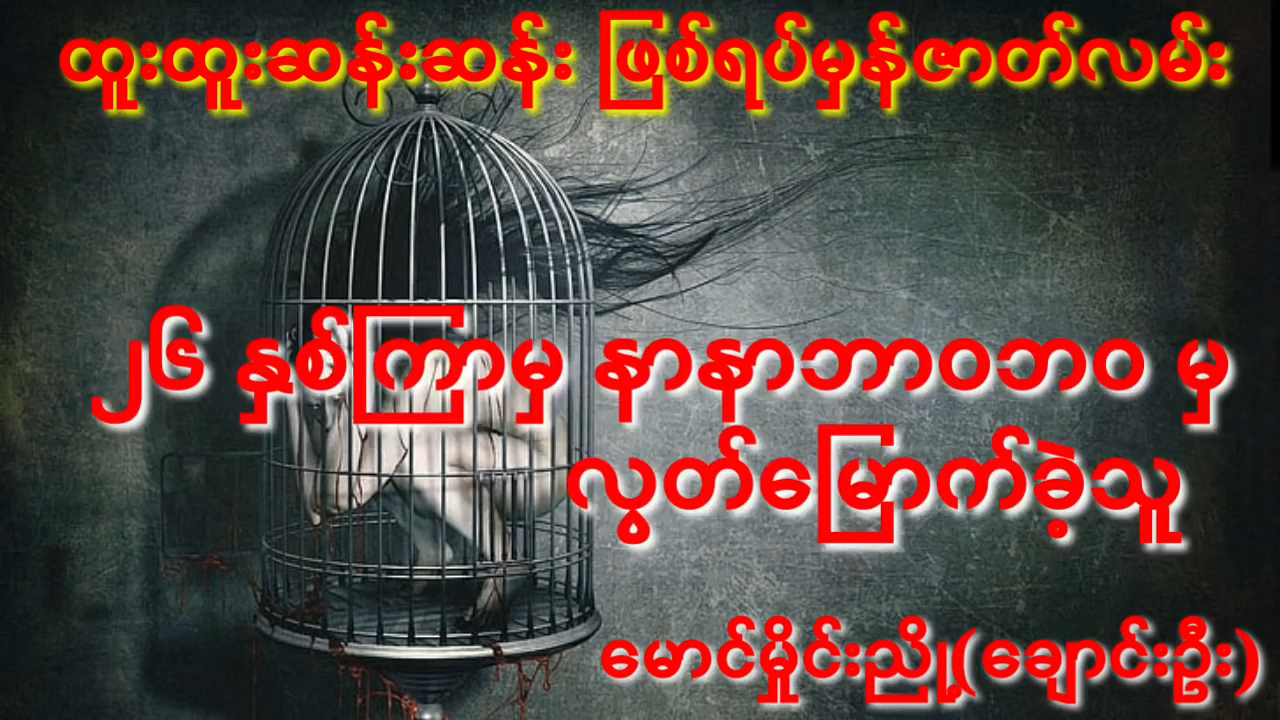 ထူးထူးဆန်းဆန်း ဖြစ်ရပ်မှန်ဇာတ်လမ်း
၂၆ နှစ်ကြာမှ နာနာဘာဝဘဝ မှ
လွတ်မြောက်ခဲ့သူ
မောင်မှိုင်းညို့(ချောင်းဦး)